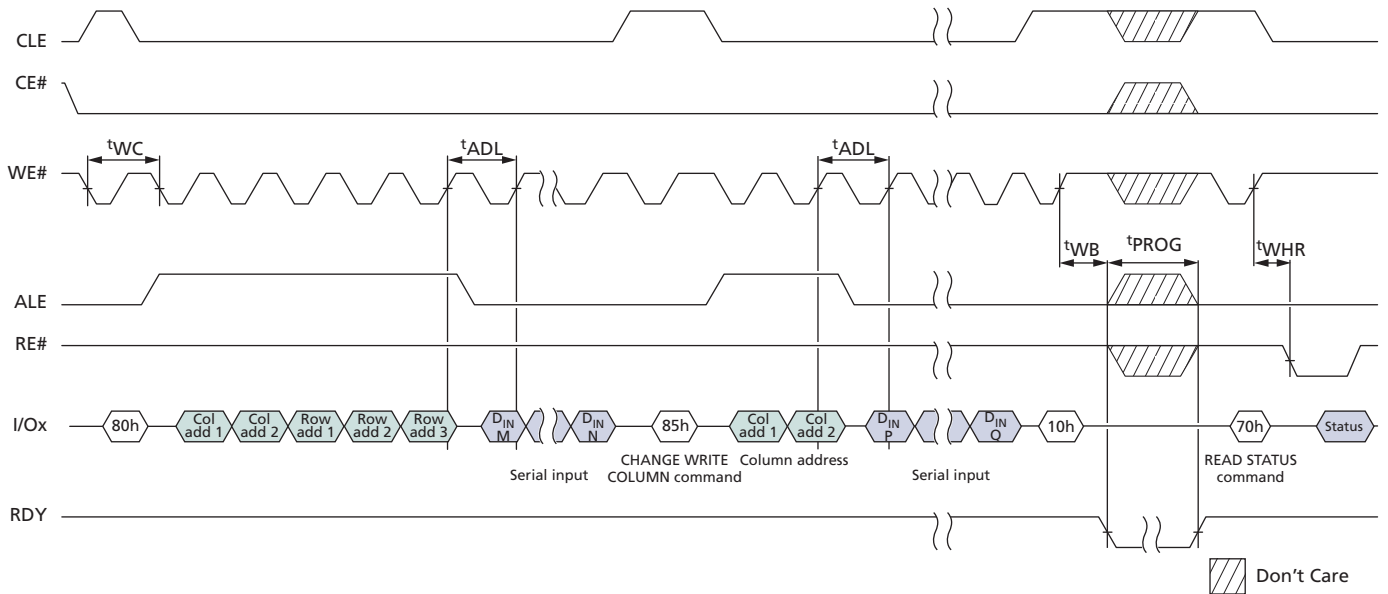 CLE
CE#
tWC
tADL
tADL
WE#
tWB
tPROG
tWHR
ALE
RE#
I/Ox
80h
Col add 1
Col add 2
Row add 1
Row add 2
Row add 3
DIN M
DIN N
85h
Col add 1
Col add 2
DIN P
DIN Q
10h
70h
Status
Serial input
CHANGE WRITE
COLUMN command
Column address
Serial input
READ STATUS
command
RDY
Don't Care